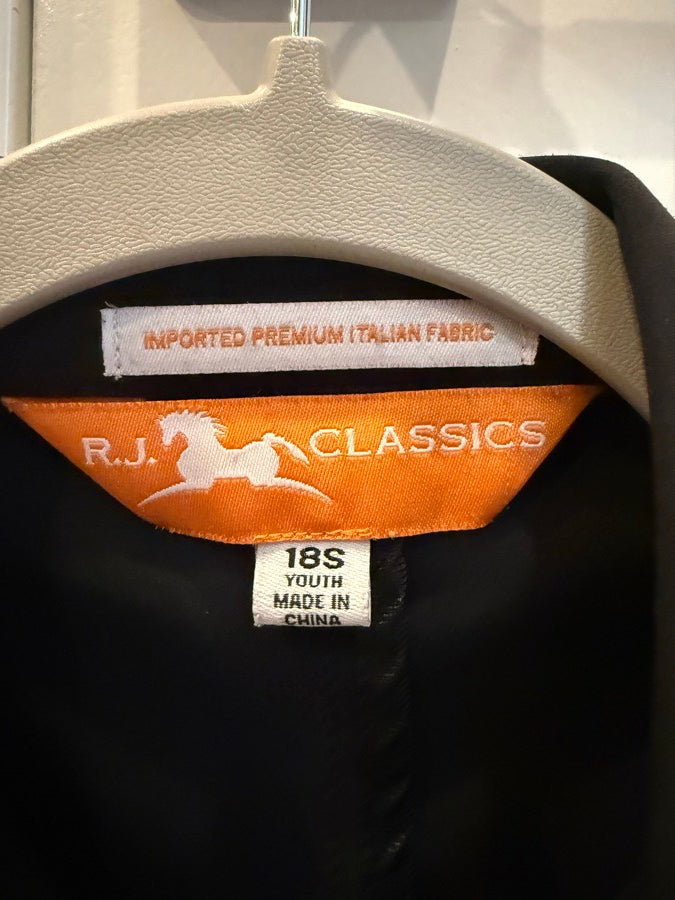 IMPORTED PREMIUM ITALIAN FABRIC
R.J. CLASSICS
18S
YOUTH
MADE IN
CHINA